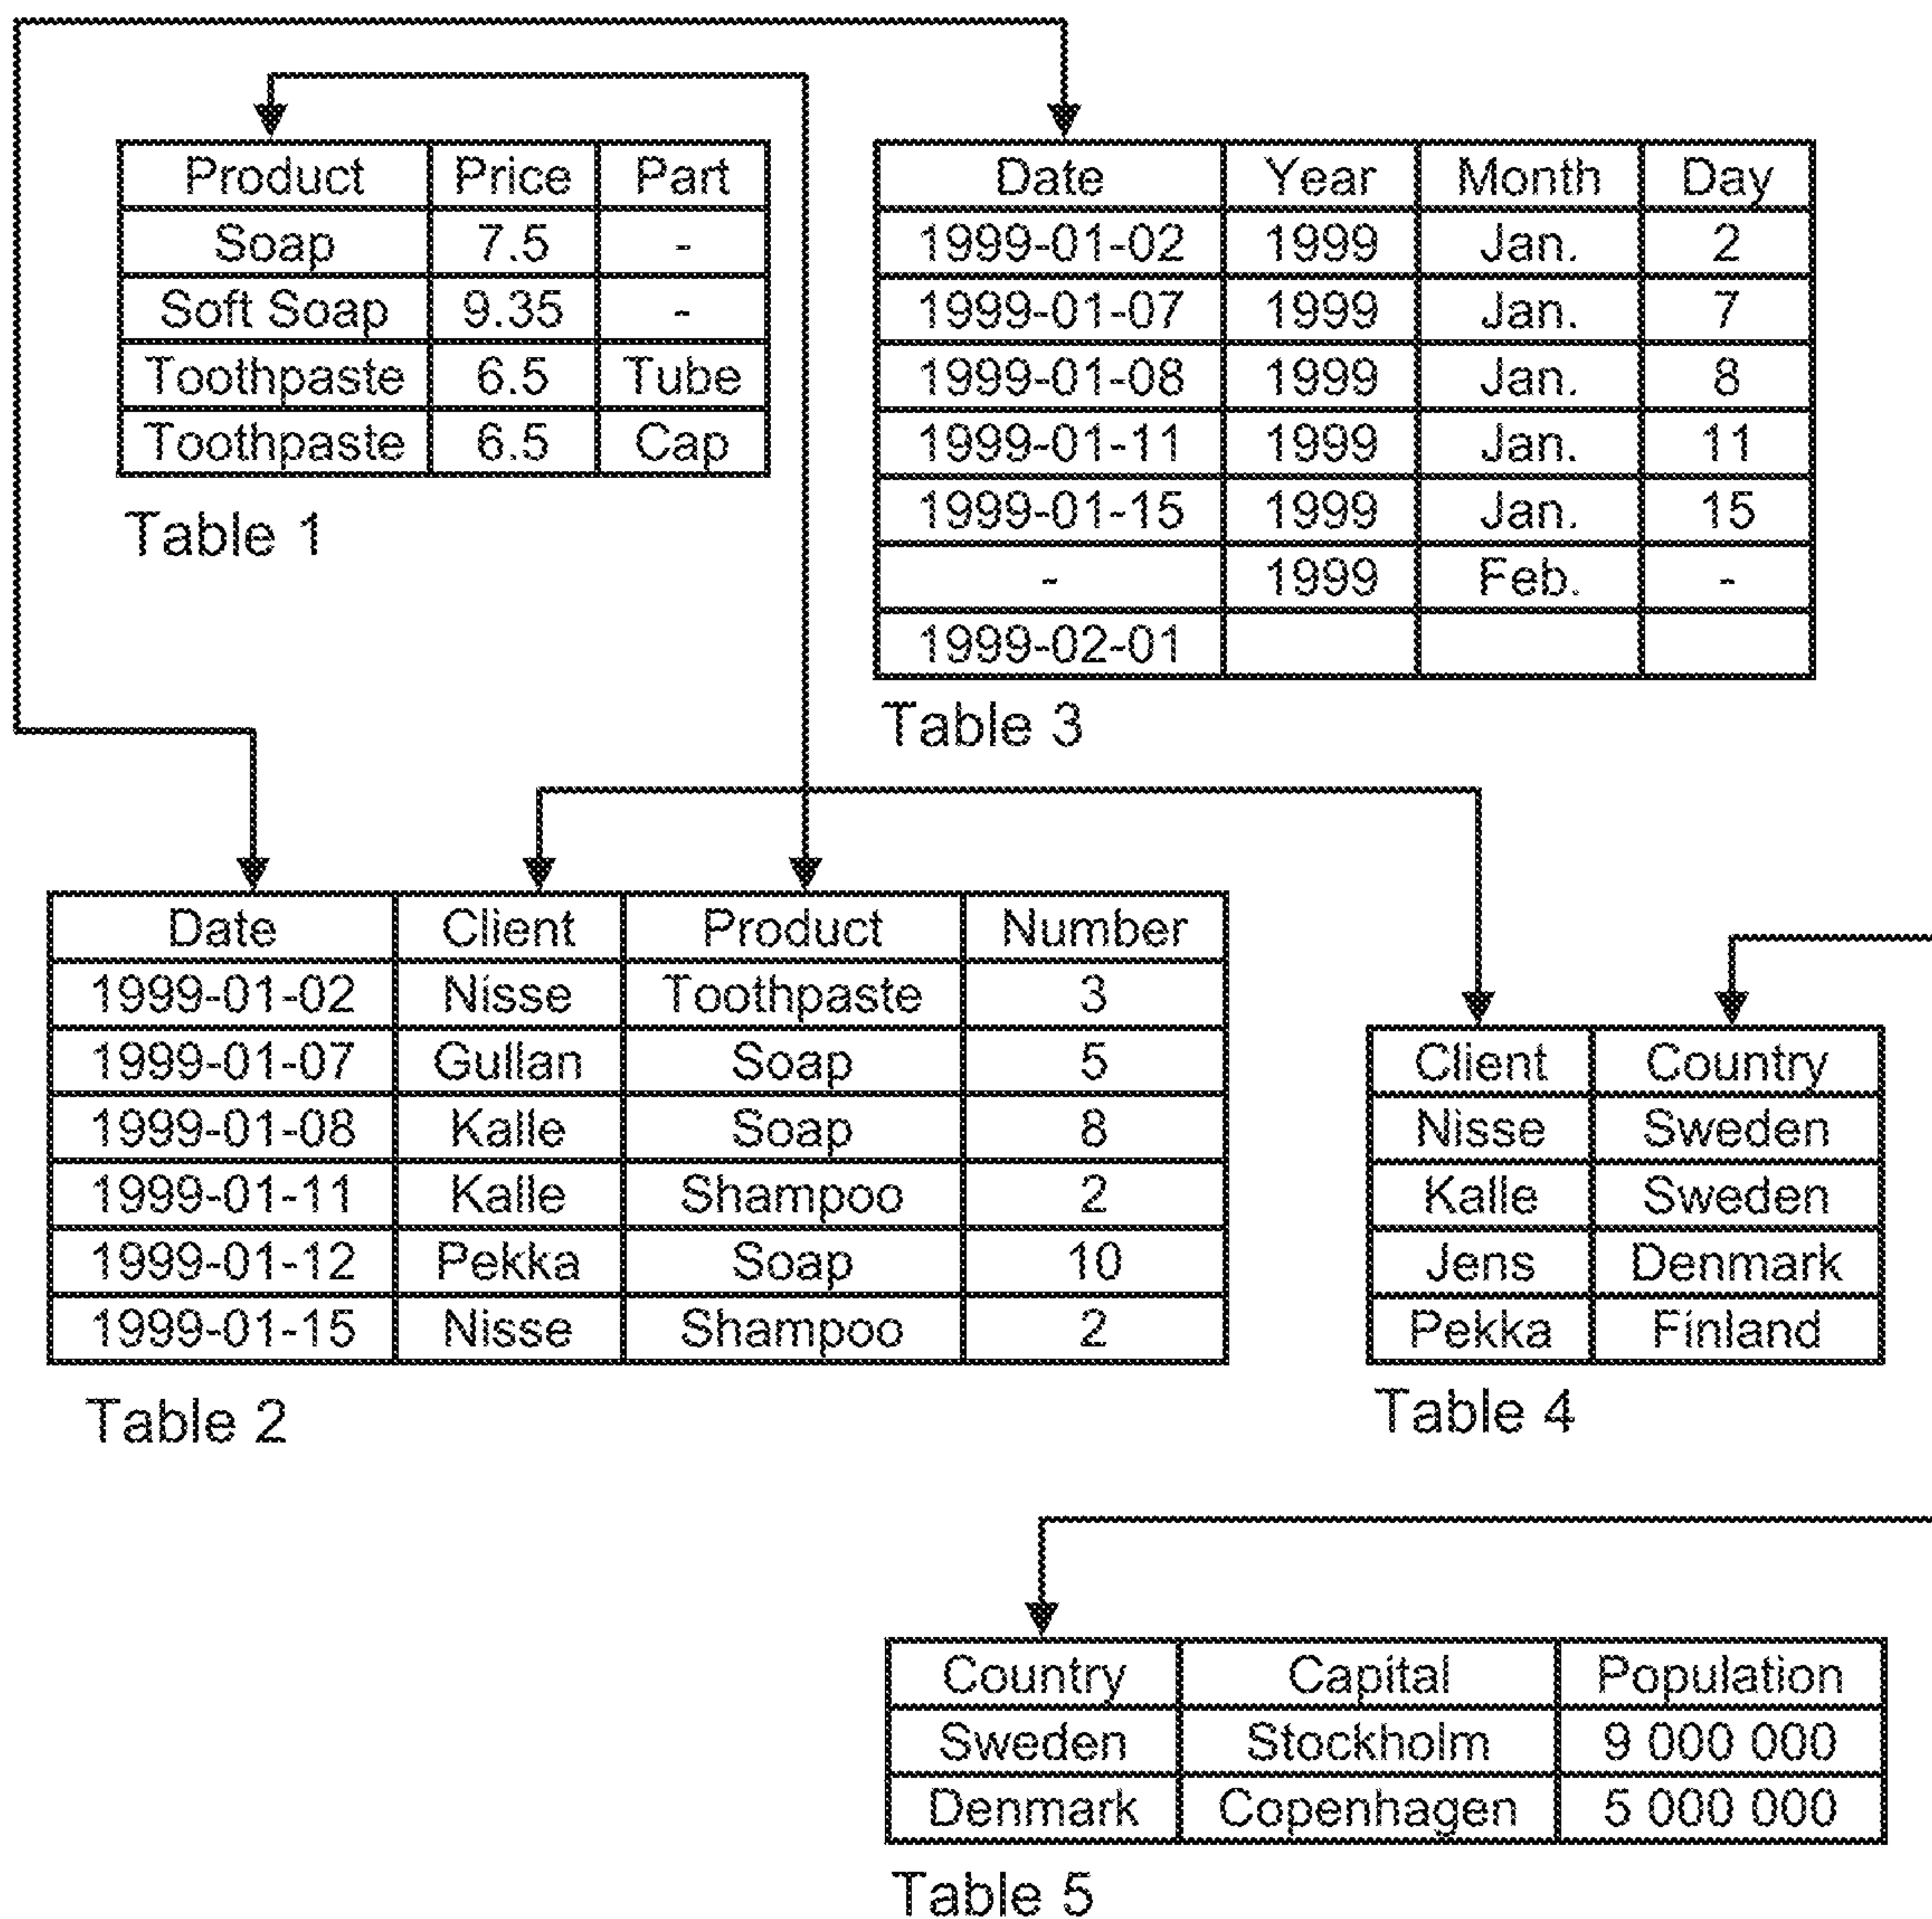 Product Price Part
Soap 7.5 -
Soft Soap 9.35 -
Toothpaste 6.5 Tube
Toothpaste 6.5 Cap
Table 1
Date Year Month Day
1999-01-02 1999 Jan. 2
1999-01-07 1999 Jan. 7
1999-01-08 1999 Jan. 8
1999-01-11 1999 Jan. 11
1999-01-15 1999 Jan. 15
- 1999 Feb. -
1999-02-01
Table 3
Date Client Product Number
1999-01-02 Nisse Toothpaste 3
1999-01-07 Gullan Soap 5
1999-01-08 Kalle Soap 8
1999-01-11 Kalle Shampoo 2
1999-01-12 Pekka Soap 10
1999-01-15 Nisse Shampoo 2
Table 2
Client Country
Nisse Sweden
Kalle Sweden
Jens Denmark
Pekka Finland
Table 4
Country Capital Population
Sweden Stockholm 9 000 000
Denmark Copenhagen 5 000 000
Table 5